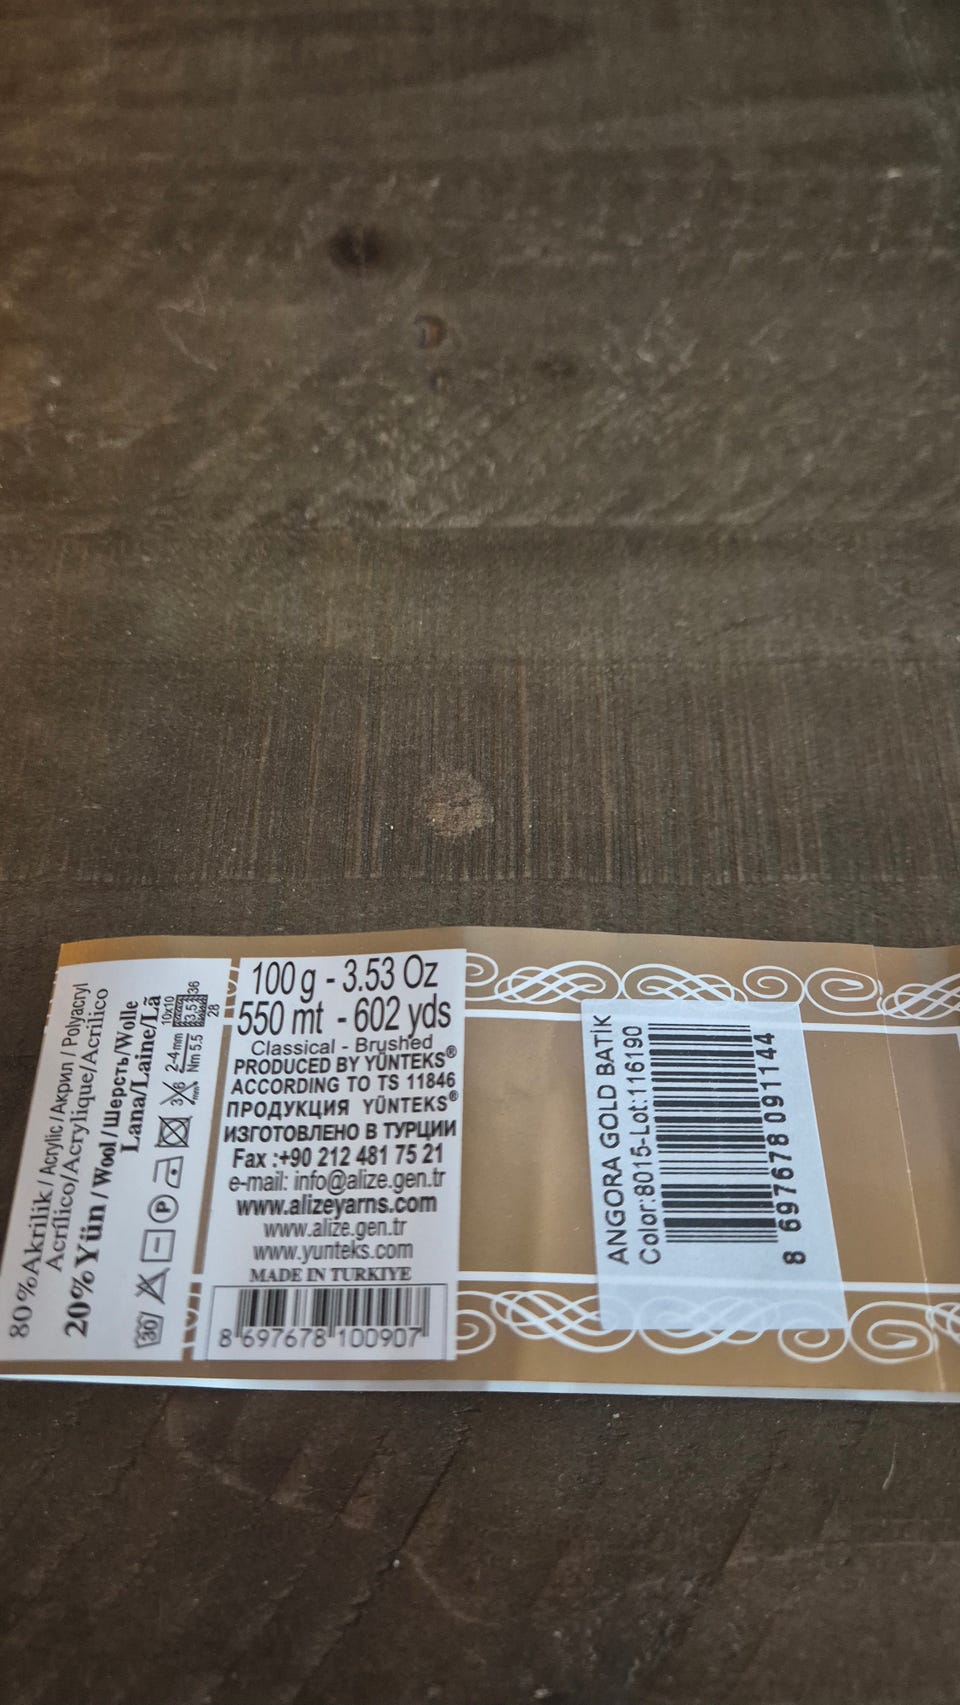 80%Akrilik / Acrylic / Акрил / Polyacryl
Acrílico/Acrylique/Acrilico
20% Yün / Wool / Шерсть/Wolle
Lana/Laine/Lã
30
P
3/6
2-4 mm
10x10
3,5
36
28
Nm 5.5
100 g - 3.53 Oz
550 mt - 602 yds
Classical - Brushed
PRODUCED BY YÜNTEKS®
ACCORDING TO TS 11846
ПРОДУКЦИЯ YÜNTEKS®
ИЗГОТОВЛЕНО В ТУРЦИИ
Fax :+90 212 481 75 21
e-mail: info@alize.gen.tr
www.alizeyarns.com
www.alize.gen.tr
www.yunteks.com
MADE IN TURKIYE
8 697678 100907
ANGORA GOLD BATİK
Color:8015-Lot:116190
8 697678 091144